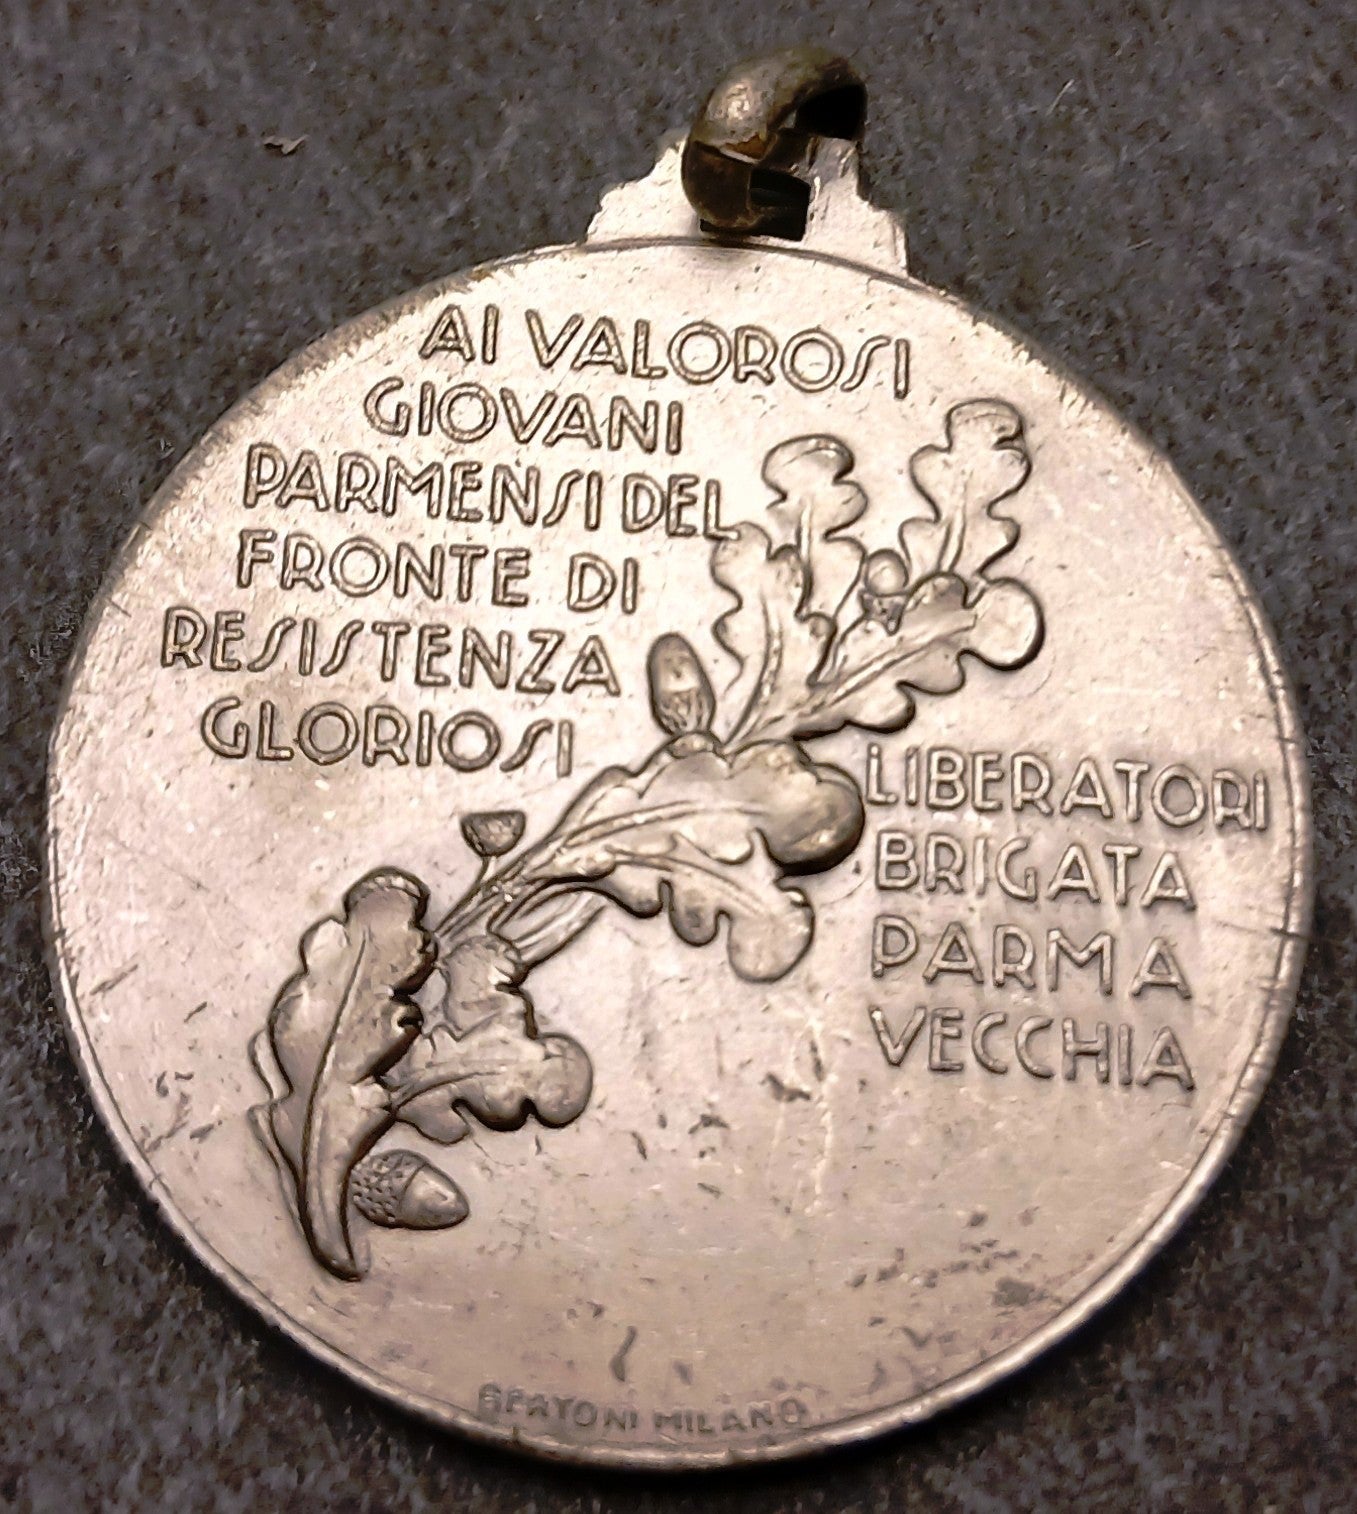 AI VALOROSI
GIOVANI
PARMENSI DEL
FRONTE DI
RESISTENZA
GLORIOSI
LIBERATORI
BRIGATA
PARMA
VECCHIA
MILANO